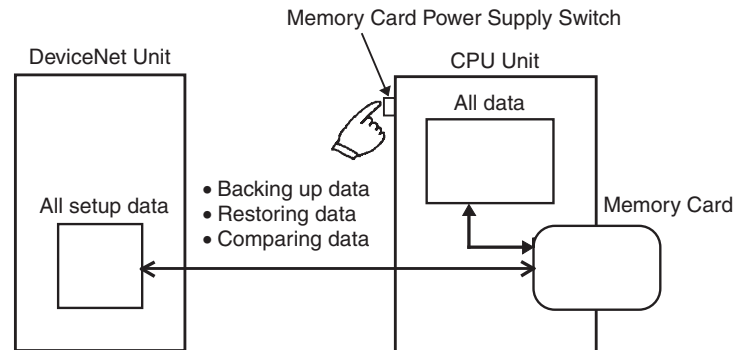 Memory Card Power Supply Switch
DeviceNet Unit
CPU Unit
All data
• Backing up data
• Restoring data
• Comparing data
All setup data
Memory Card